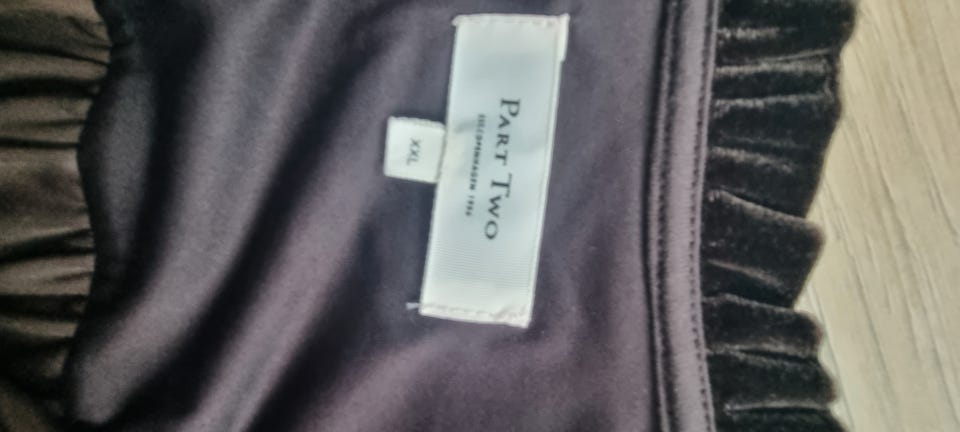 PART TWO
COPENHAGEN 1986
XXL